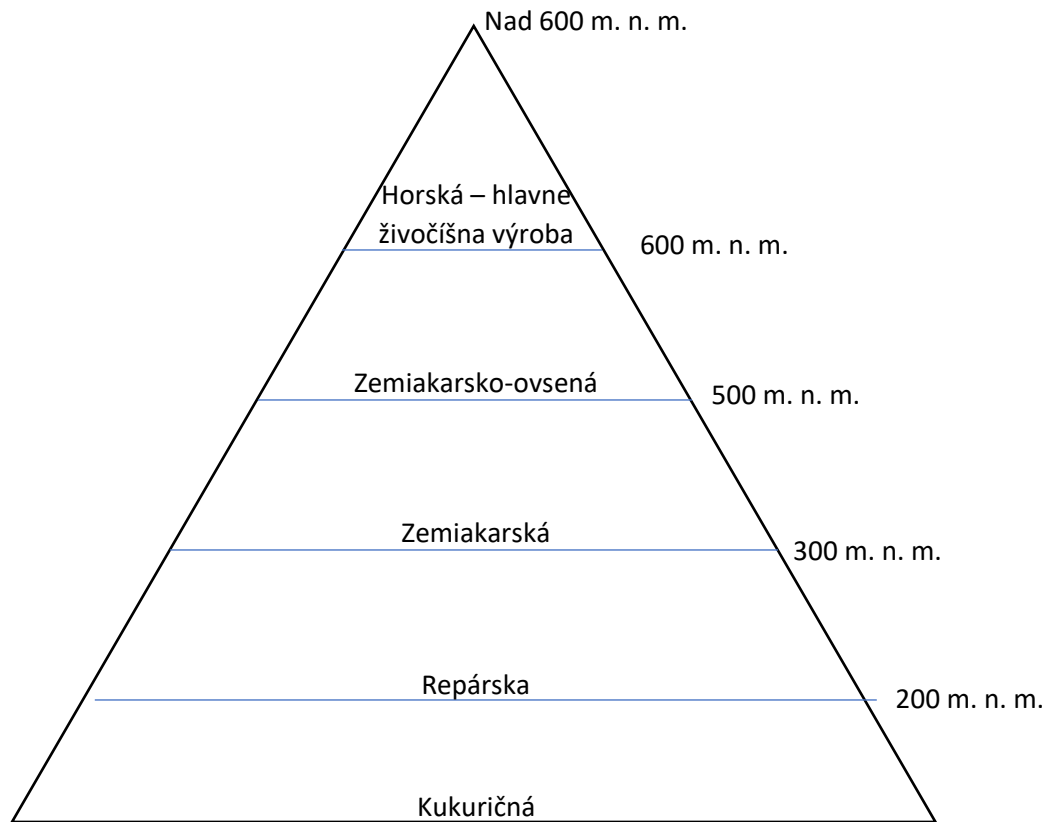 Nad 600 m. n. m.
Horská – hlavne
živočíšna výroba
600 m. n. m.
Zemiakarsko-ovsená
500 m. n. m.
Zemiakarská
300 m. n. m.
Repárska
200 m. n. m.
Kukuričná